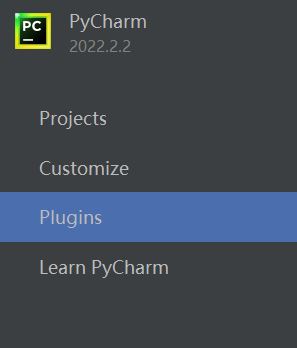 PC
PyCharm
2022.2.2
Projects
Customize
Plugins
Learn PyCharm